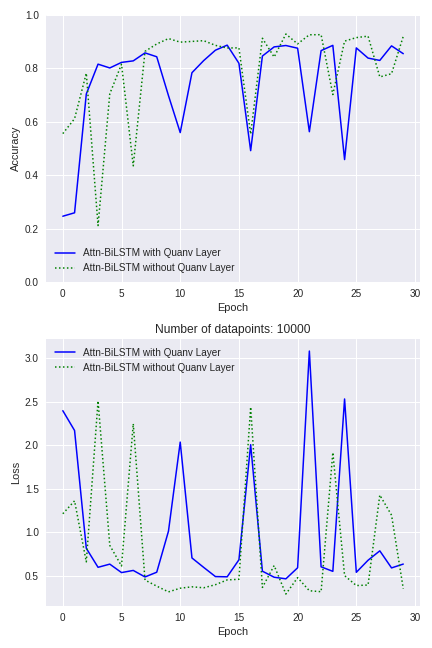 1.0
0.8
0.6
0.4
0.2
0.0
Accuracy
Attn-BiLSTM with Quanv Layer
Attn-BiLSTM without Quanv Layer
0 5 10 15 20 25 30
Epoch
Number of datapoints: 10000
Attn-BiLSTM with Quanv Layer
Attn-BiLSTM without Quanv Layer
3.0
2.5
2.0
1.5
1.0
0.5
Loss
0 5 10 15 20 25 30
Epoch